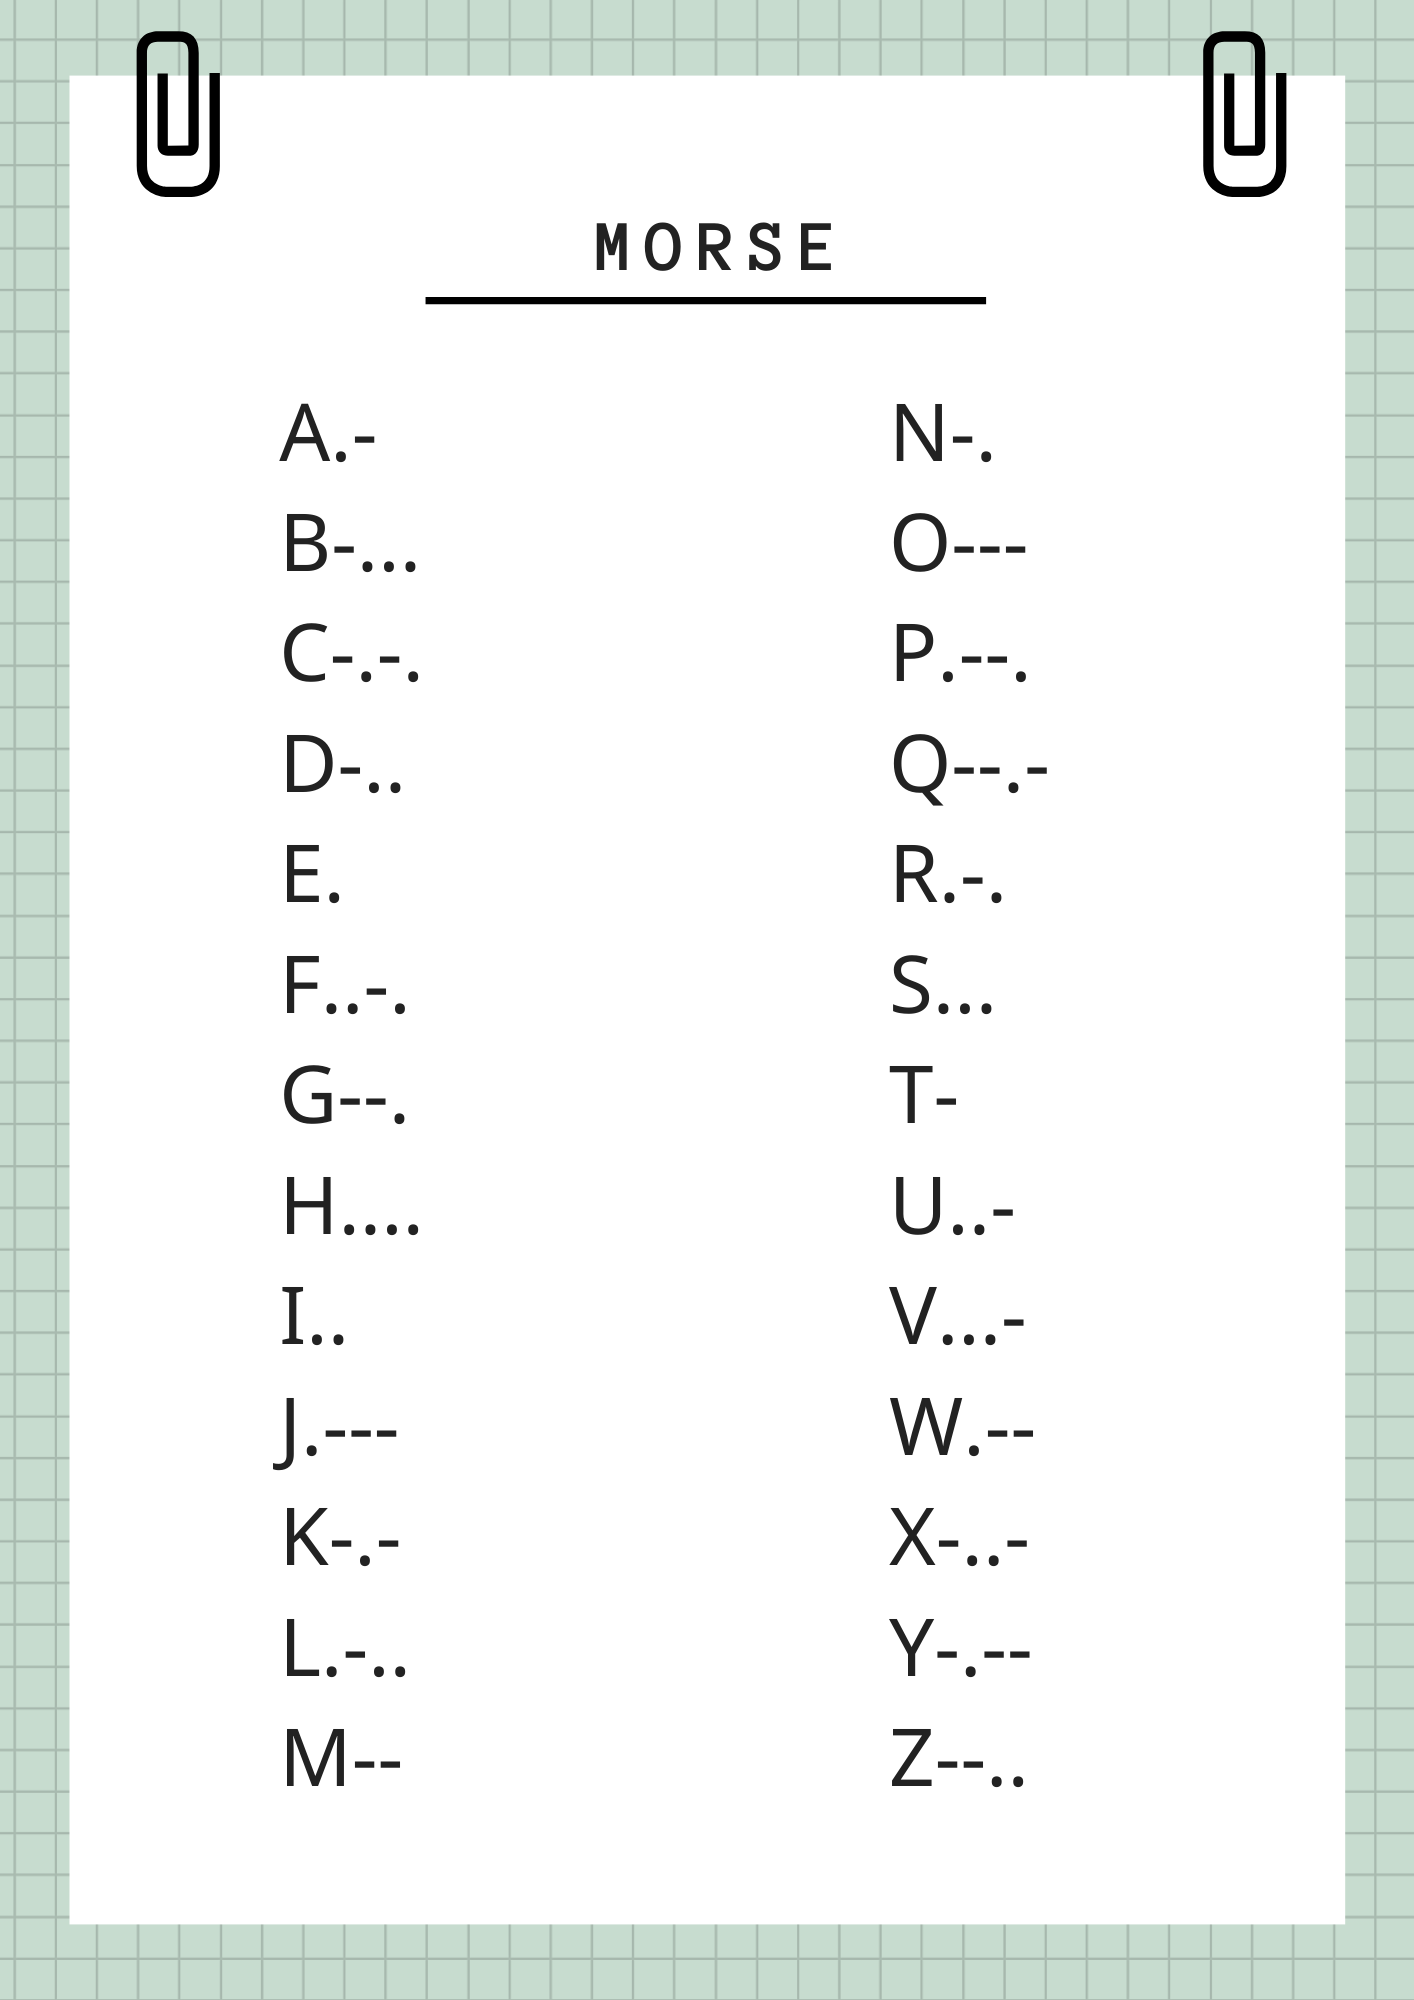 MORSE
A.-
B-...
C-.-.
D-..
E.
F..-.
G--.
H....
I..
J.---
K-.-
L.-..
M--
N-.
O---
P.--.
Q--.-
R.-.
S...
T-
U..-
V...-
W.--
X-..-
Y-.--
Z--..